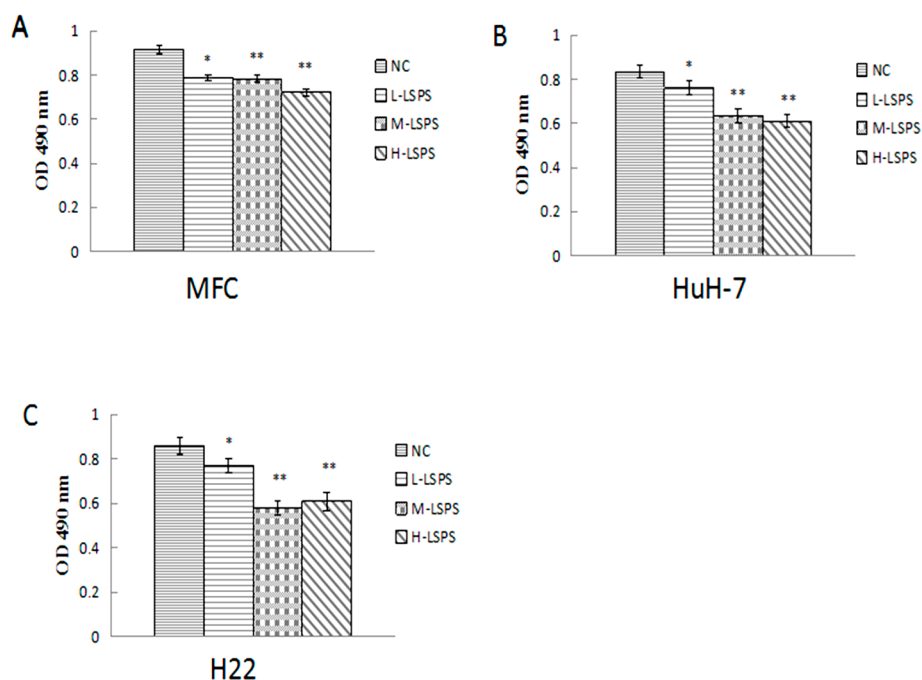 A
OD 490 nm
1
0.8
0.6
0.4
0.2
0
*
**
**
NC
L-LSPS
M-LSPS
H-LSPS
MFC
B
OD 490 nm
1
0.8
0.6
0.4
0.2
0
*
**
**
NC
L-LSPS
M-LSPS
H-LSPS
HuH-7
C
OD 490 nm
1
0.8
0.6
0.4
0.2
0
*
**
**
NC
L-LSPS
M-LSPS
H-LSPS
H22